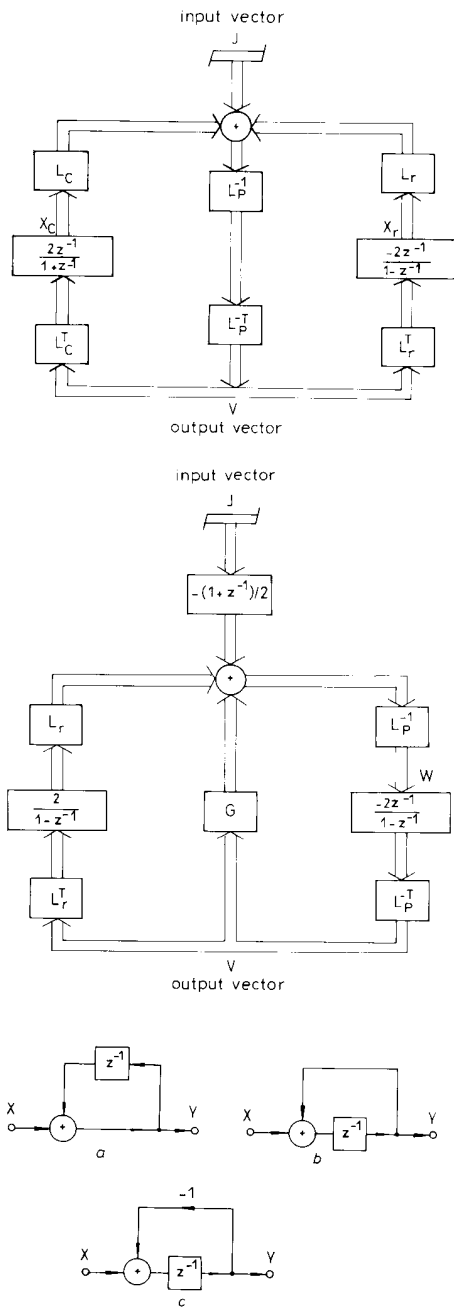 input vector
J
+
L_C L_P^{-1} L_r
X_C X_r
2z^{-1} / 1+z^{-1} -2z^{-1} / 1-z^{-1}
L_C^T L_P^{-T} L_r^T
V
output vector
input vector
J
-(1+z^{-1})/2
+
L_r L_P^{-1}
W
2 / 1-z^{-1} G -2z^{-1} / 1-z^{-1}
L_r^T L_P^{-T}
V
output vector
z^{-1}
X + Y X + z^{-1} Y
a b
-1
X + z^{-1} Y
c